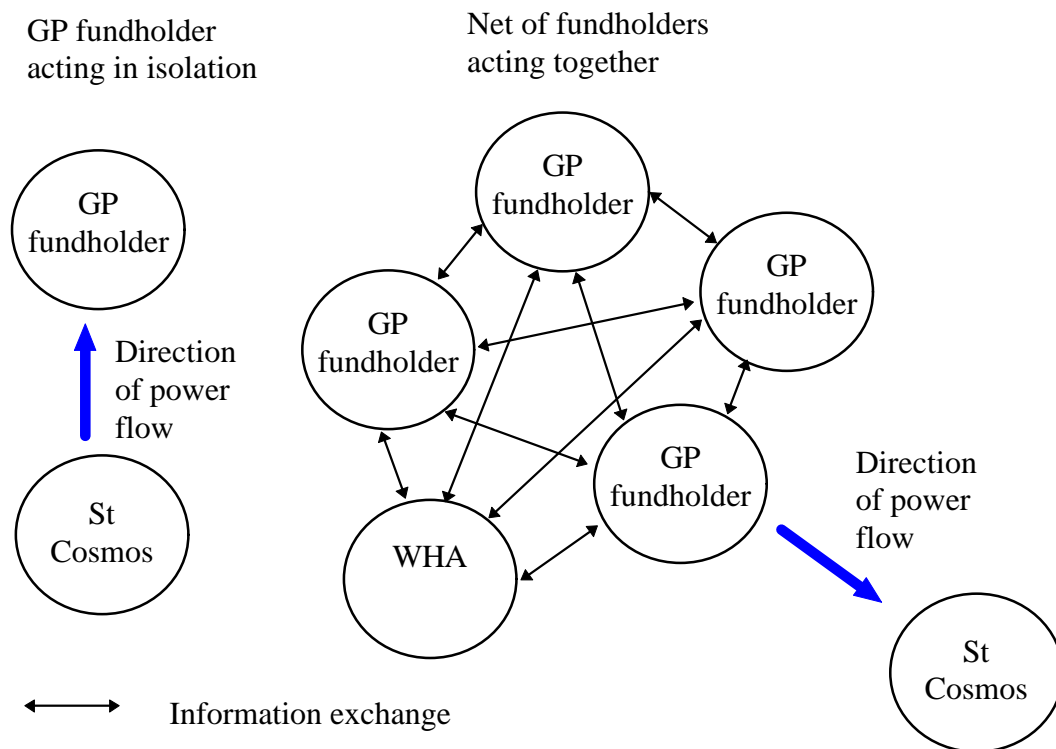 GP fundholder
acting in isolation
Net of fundholders
acting together
GP
fundholder
GP
fundholder
GP
fundholder
GP
fundholder
Direction
of power
flow
GP
fundholder
Direction
of power
flow
St
Cosmos
WHA
St
Cosmos
Information exchange